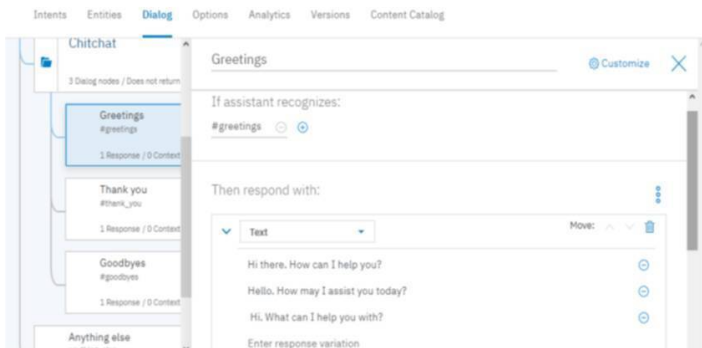 Intents Entities Dialog Options Analytics Versions Content Catalog
Chitchat
3 Dialog nodes / Does not return
Greetings
#greetings
1 Response / 0 Context
Thank you
#thank_you
1 Response / 0 Context
Goodbyes
#goodbyes
1 Response / 0 Context
Anything else
Greetings
Customize
If assistant recognizes:
#greetings
Then respond with:
Text
Move:
Hi there. How can I help you?
Hello. How may I assist you today?
Hi. What can I help you with?
Enter response variation